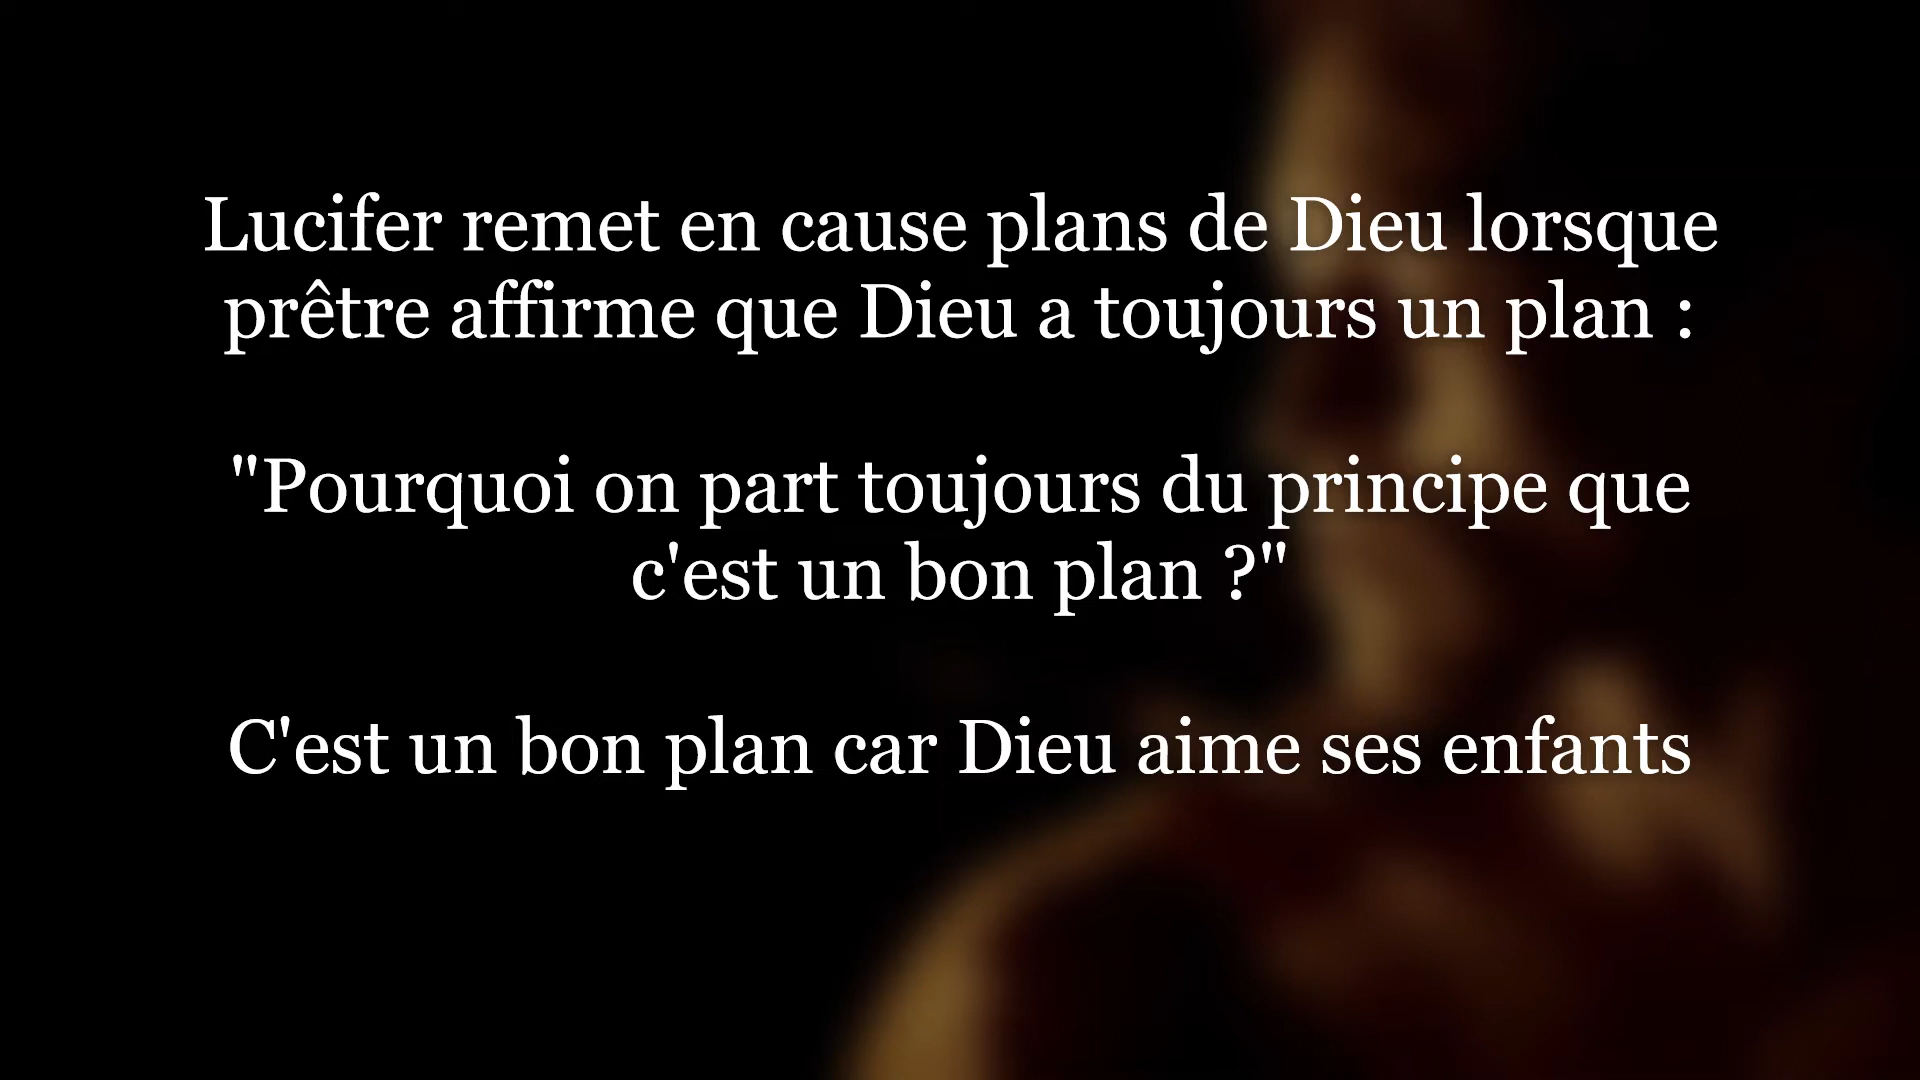 Lucifer remet en cause plans de Dieu lorsque
prêtre affirme que Dieu a toujours un plan :
"Pourquoi on part toujours du principe que
c'est un bon plan ?"
C'est un bon plan car Dieu aime ses enfants